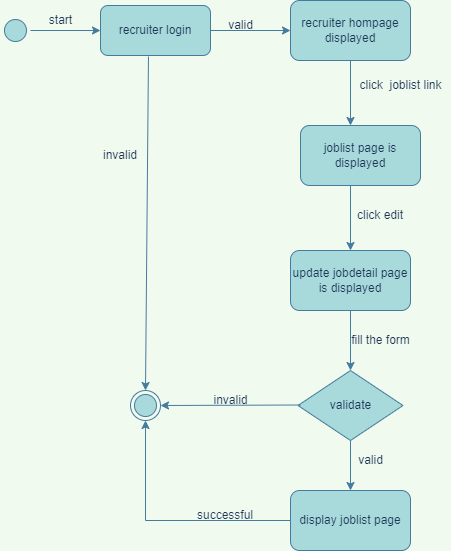 start
recruiter login
valid
recruiter hompage
displayed
click joblist link
joblist page is
displayed
invalid
click edit
update jobdetail page
is displayed
fill the form
invalid
validate
valid
successful
display joblist page